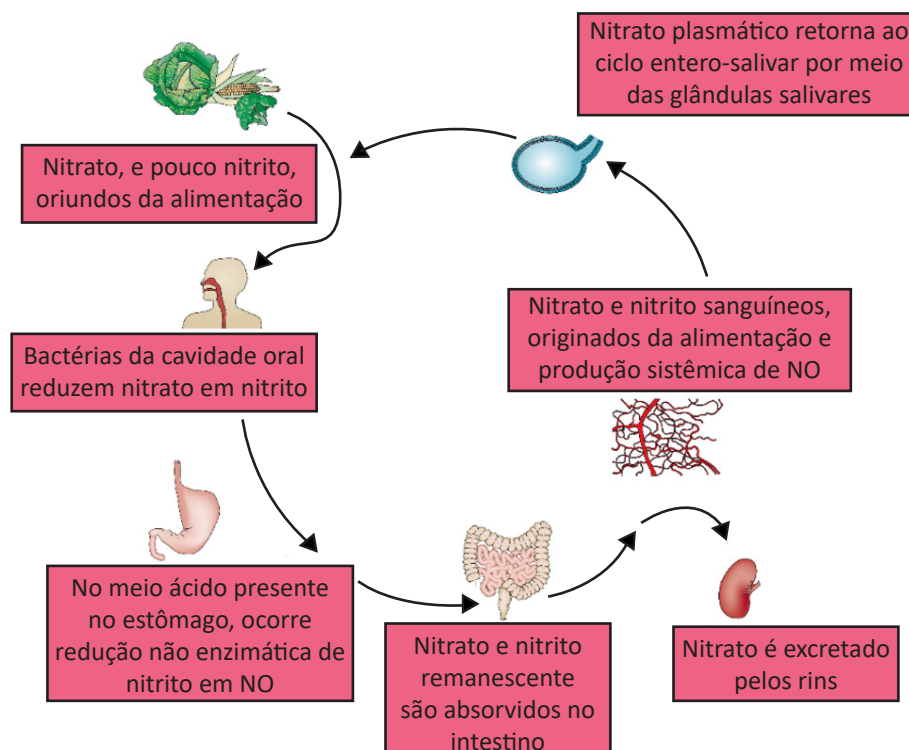 Nitrato plasmático retorna ao
ciclo entero-salivar por meio
das glândulas salivares
Nitrato, e pouco nitrito,
oriundos da alimentação
Bactérias da cavidade oral
reduzem nitrato em nitrito
Nitrato e nitrito sanguíneos,
originados da alimentação e
produção sistêmica de NO
No meio ácido presente
no estômago, ocorre
redução não enzimática de
nitrito em NO
Nitrato e nitrito
remanescente
são absorvidos no
intestino
Nitrato é excretado
pelos rins